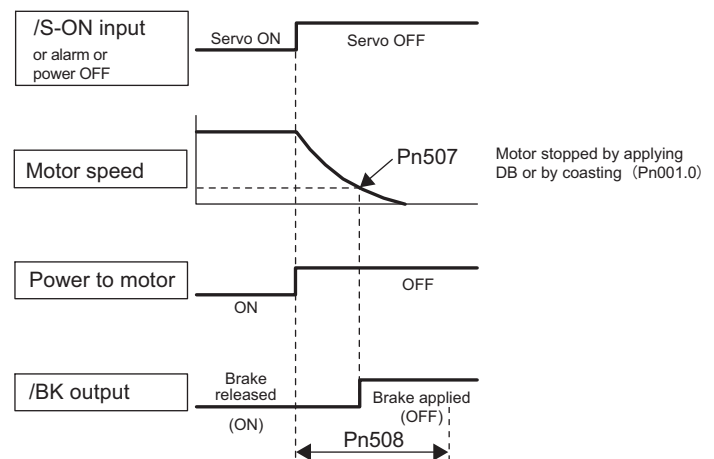 /S-ON input
or alarm or
power OFF
Servo ON
Servo OFF
Motor speed
Pn507
Motor stopped by applying
DB or by coasting (Pn001.0)
Power to motor
ON
OFF
/BK output
Brake
released
(ON)
Brake applied
(OFF)
Pn508